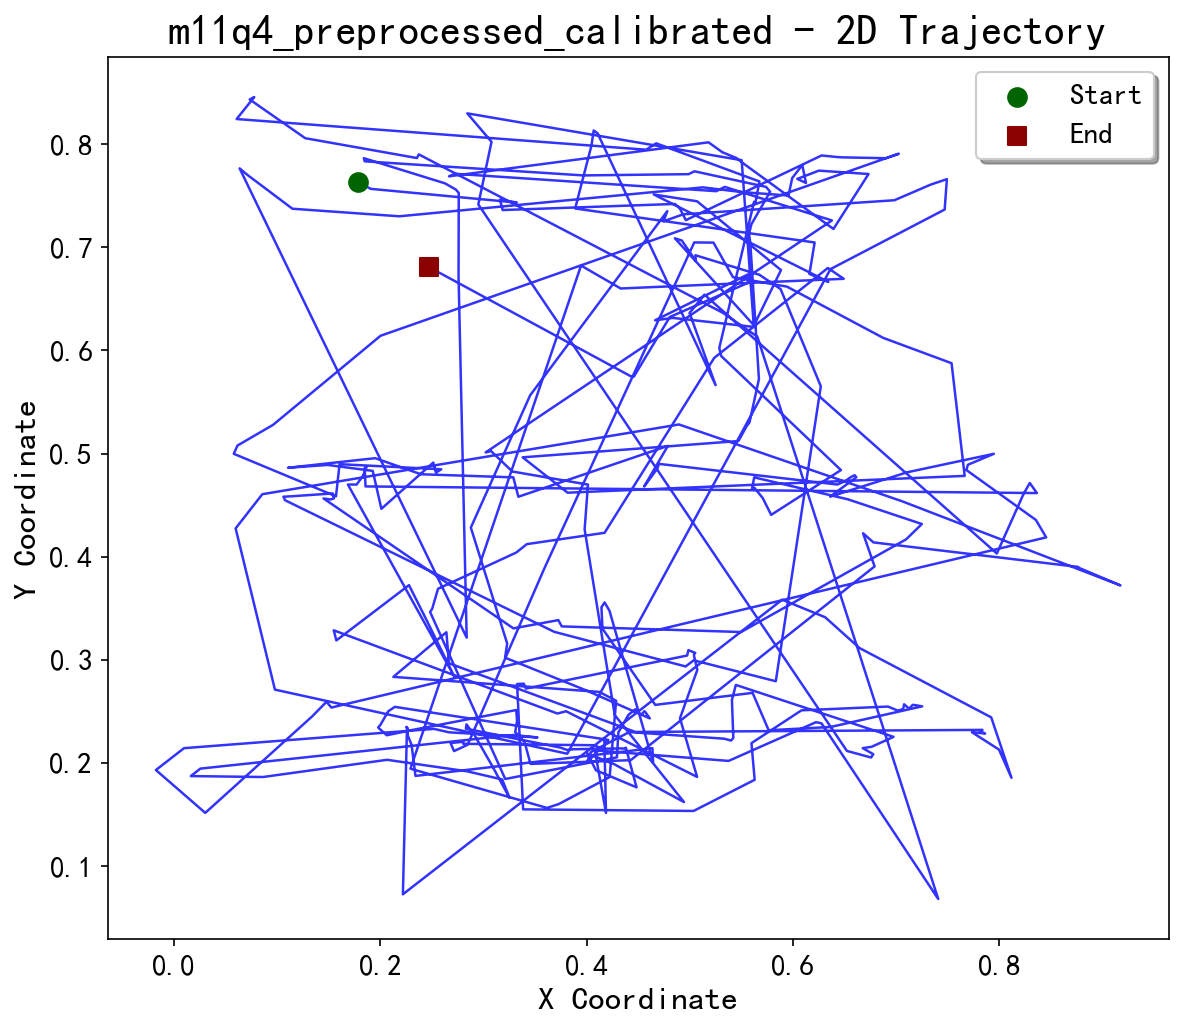 m11q4_preprocessed_calibrated - 2D Trajectory
Start
End
0.8
0.7
0.6
0.5
0.4
0.3
0.2
0.1
Y Coordinate
0.0 0.2 0.4 0.6 0.8
X Coordinate